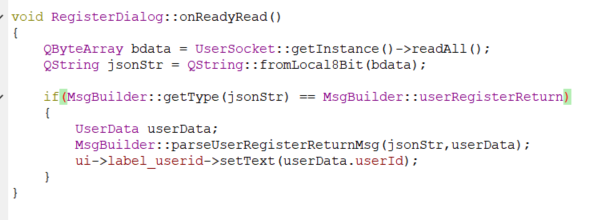 void RegisterDialog::onReadyRead()
{
QByteArray bdata = UserSocket::getInstance()->readAll();
QString jsonStr = QString::fromLocal8Bit(bdata);
if(MsgBuilder::getType(jsonStr) == MsgBuilder::userRegisterReturn)
{
UserData userData;
MsgBuilder::parseUserRegisterReturnMsg(jsonStr,userData);
ui->label_userid->setText(userData.userId);
}
}